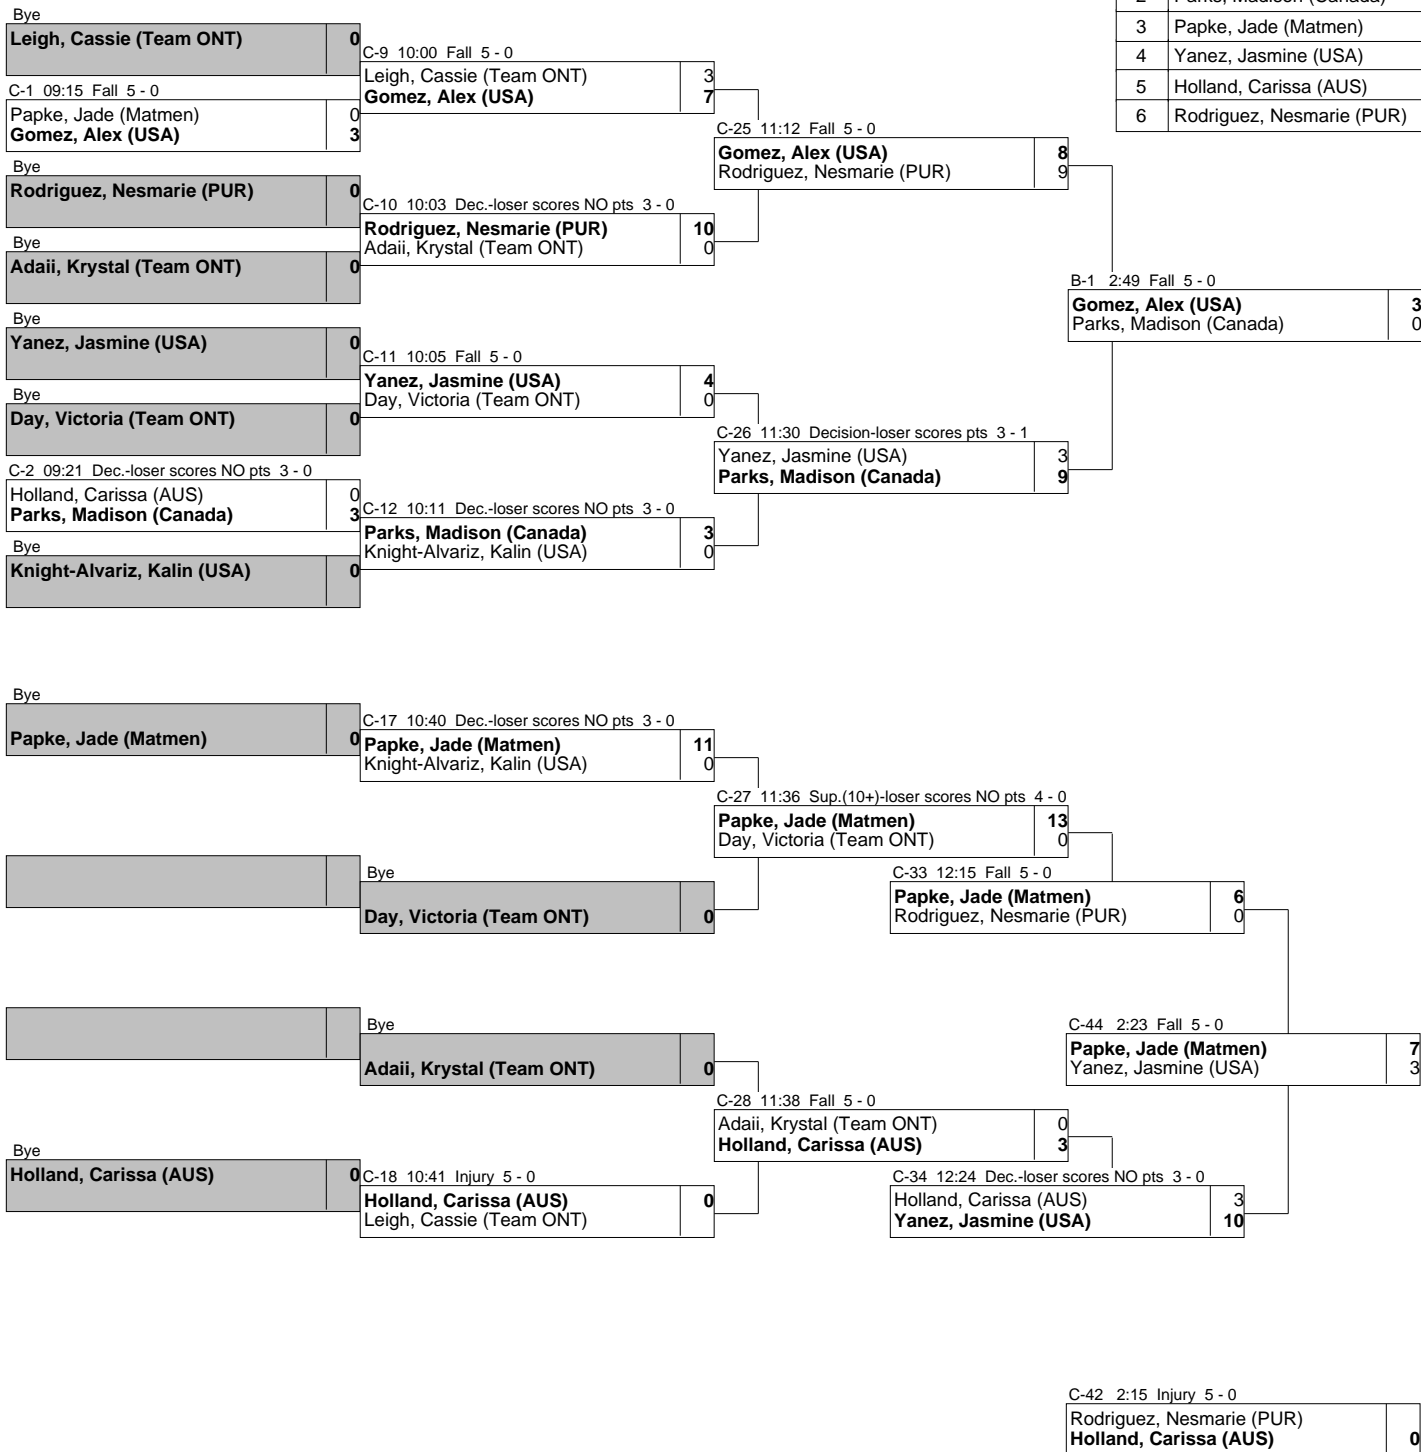 Bye
Leigh, Cassie (Team ONT) 0
C-9 10:00 Fall 5 - 0
Leigh, Cassie (Team ONT) 3
Gomez, Alex (USA) 7
C-1 09:15 Fall 5 - 0
Papke, Jade (Matmen) 0
Gomez, Alex (USA) 3
C-25 11:12 Fall 5 - 0
Gomez, Alex (USA) 8
Rodriguez, Nesmarie (PUR) 9
3 Papke, Jade (Matmen)
4 Yanez, Jasmine (USA)
5 Holland, Carissa (AUS)
6 Rodriguez, Nesmarie (PUR)
Bye
Rodriguez, Nesmarie (PUR) 0
C-10 10:03 Dec.-loser scores NO pts 3 - 0
Rodriguez, Nesmarie (PUR) 10
Adaii, Krystal (Team ONT) 0
Bye
Adaii, Krystal (Team ONT) 0
B-1 2:49 Fall 5 - 0
Gomez, Alex (USA) 3
Parks, Madison (Canada) 0
Bye
Yanez, Jasmine (USA) 0
C-11 10:05 Fall 5 - 0
Yanez, Jasmine (USA) 4
Day, Victoria (Team ONT) 0
Bye
Day, Victoria (Team ONT) 0
C-26 11:30 Decision-loser scores pts 3 - 1
Yanez, Jasmine (USA) 3
Parks, Madison (Canada) 9
C-2 09:21 Dec.-loser scores NO pts 3 - 0
Holland, Carissa (AUS) 0
Parks, Madison (Canada) 3
C-12 10:11 Dec.-loser scores NO pts 3 - 0
Parks, Madison (Canada) 3
Knight-Alvariz, Kalin (USA) 0
Bye
Knight-Alvariz, Kalin (USA) 0
Bye
Papke, Jade (Matmen) 0
C-17 10:40 Dec.-loser scores NO pts 3 - 0
Papke, Jade (Matmen) 11
Knight-Alvariz, Kalin (USA) 0
C-27 11:36 Sup.(10+)-loser scores NO pts 4 - 0
Papke, Jade (Matmen) 13
Day, Victoria (Team ONT) 0
Bye
Day, Victoria (Team ONT) 0
C-33 12:15 Fall 5 - 0
Papke, Jade (Matmen) 6
Rodriguez, Nesmarie (PUR) 0
Bye
Adaii, Krystal (Team ONT) 0
C-44 2:23 Fall 5 - 0
Papke, Jade (Matmen) 7
Yanez, Jasmine (USA) 3
C-28 11:38 Fall 5 - 0
Adaii, Krystal (Team ONT) 0
Holland, Carissa (AUS) 3
Bye
Holland, Carissa (AUS) 0
C-18 10:41 Injury 5 - 0
Holland, Carissa (AUS) 0
Leigh, Cassie (Team ONT)
C-34 12:24 Dec.-loser scores NO pts 3 - 0
Holland, Carissa (AUS) 3
Yanez, Jasmine (USA) 10
C-42 2:15 Injury 5 - 0
Rodriguez, Nesmarie (PUR)
Holland, Carissa (AUS) 0